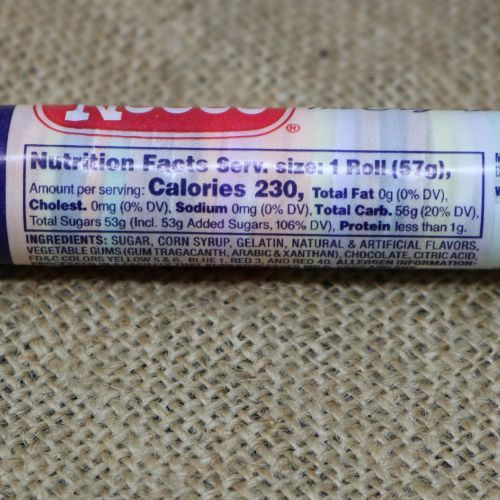 Necco
®
Nutrition Facts Serv. size: 1 Roll (57g),
Amount per serving: Calories 230, Total Fat 0g (0% DV),
Cholest. 0mg (0% DV), Sodium 0mg (0% DV), Total Carb. 56g (20% DV),
Total Sugars 53g (Incl. 53g Added Sugars, 106% DV), Protein less than 1g.
INGREDIENTS: SUGAR, CORN SYRUP, GELATIN, NATURAL & ARTIFICIAL FLAVORS,
VEGETABLE GUMS (GUM TRAGACANTH, ARABIC & XANTHAN), CHOCOLATE, CITRIC ACID,
FD&C COLORS YELLOW 5 & 6, BLUE 1, RED 3, AND RED 40. ALLERGEN INFORMATION: